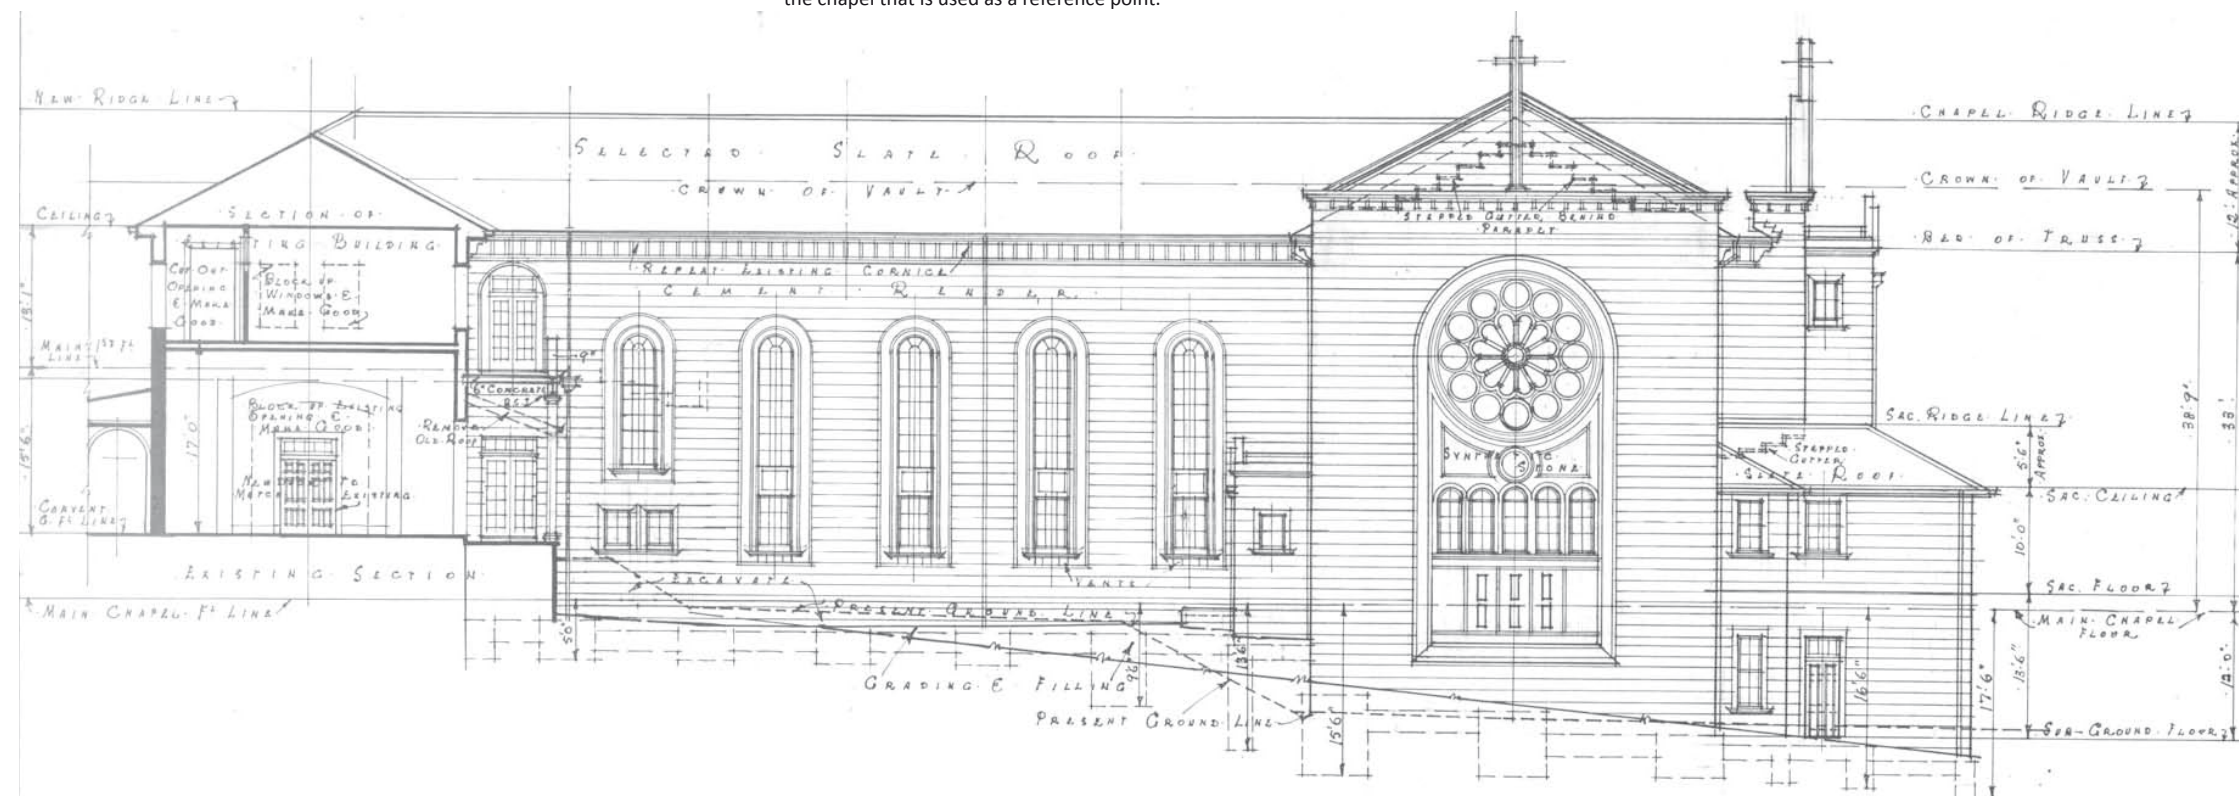 the chapel that is used as a reference point.
NEW RIDGE LINE
CHAPEL RIDGE LINE
SELECTED SLATE ROOF
CROWN OF VAULT
CROWN OF VAULT
12' APPROX.
CEILING
SECTION OF
BUILDING
STEPPED GUTTER BEHIND
PARAPET
BED OF TRUSS
REPEAT EXISTING CORNICE
CEMENT RENDER
CUT OUT
OPENING
& MAKE
GOOD
BLOCK UP
WINDOWS &
MAKE GOOD
13'1"
MAIN 1ST FL
LINE
9"
6" CONCRETE
BLOCK UP EXISTING
OPENING &
MAKE GOOD
REMOVE
OLD ROOF
17'0"
15'6"
SAC. RIDGE LINE
38'9"
33'
5'6"
APPROX.
STEPPED
GUTTER
SLATE ROOF
SYNTHETIC
STONE
NEW
TO
MATCH EXISTING
SAC. CEILING
CONVENT
G. FL LINE
10'0"
EXISTING SECTION
EXCAVATE
VENTS
SAC. FLOOR
MAIN CHAPEL FL LINE
PRESENT GROUND LINE
MAIN CHAPEL
FLOOR
5'0"
9'6"
13'6"
GRADING & FILLING
PRESENT GROUND LINE
15'6"
16'6"
17'6"
13'6"
SUB-GROUND FLOOR